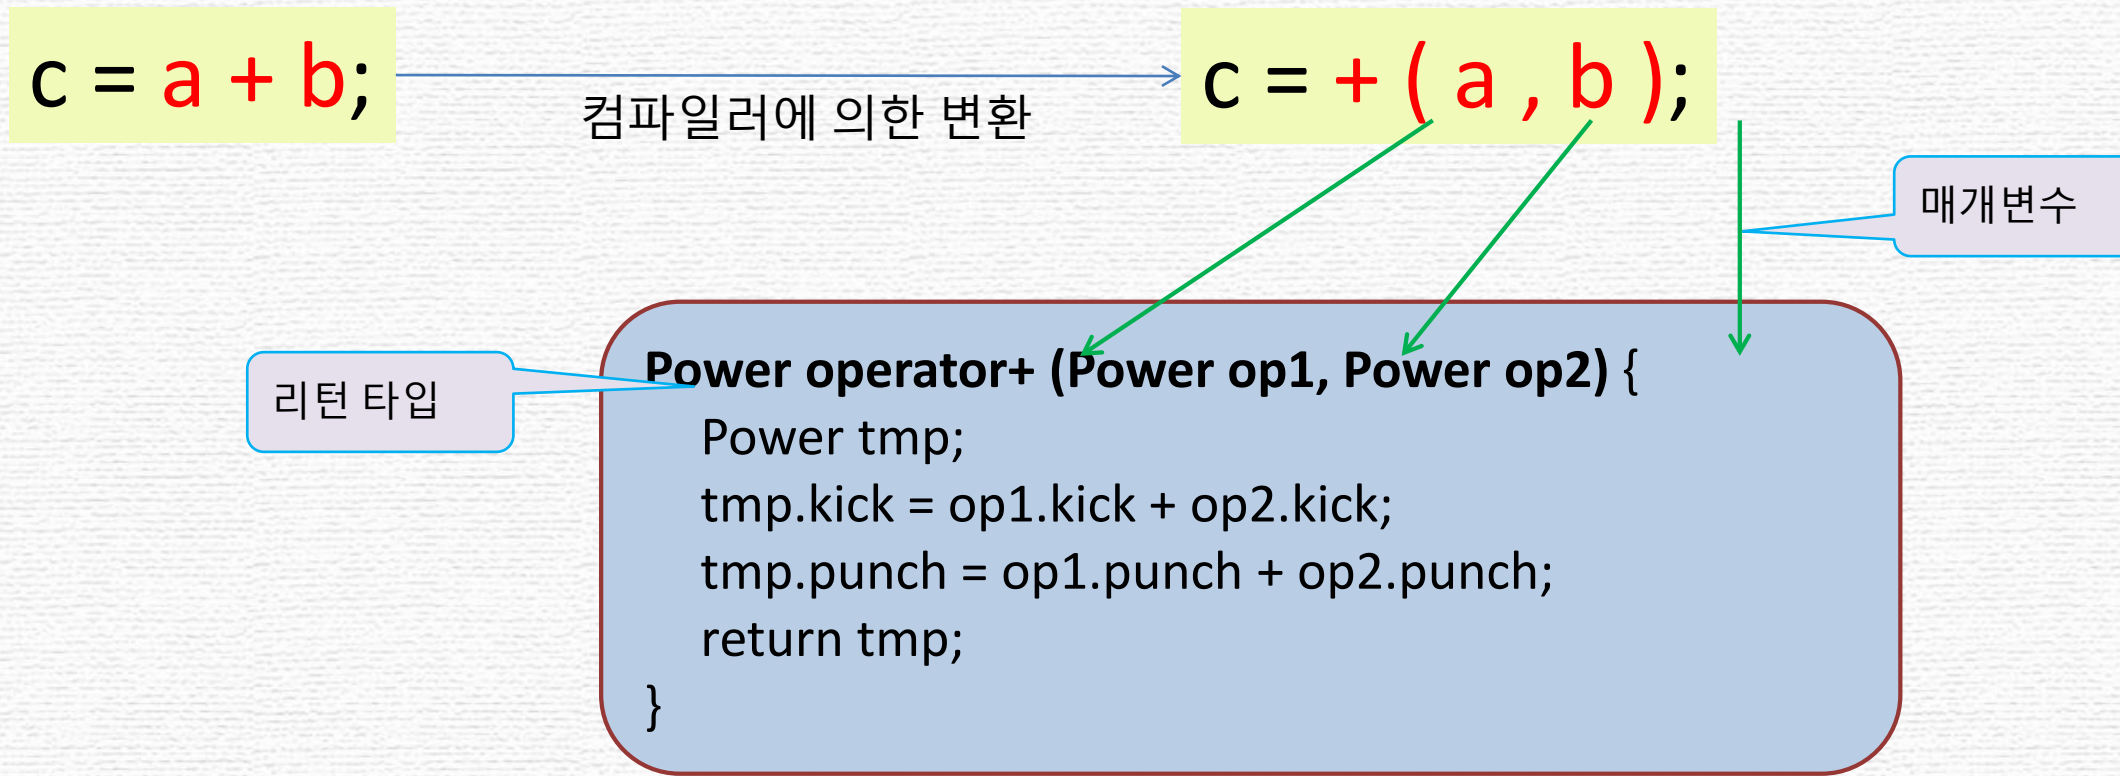 c = a + b;
컴파일러에 의한 변환
c = + ( a , b );
매개변수
리턴 타입
Power operator+ (Power op1, Power op2) {
Power tmp;
tmp.kick = op1.kick + op2.kick;
tmp.punch = op1.punch + op2.punch;
return tmp;
}